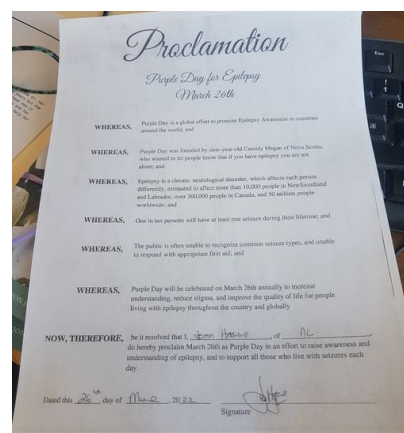 Proclamation
Purple Day for Epilepsy
March 26th
WHEREAS, Purple Day is a global effort to promote Epilepsy Awareness in countries
around the world; and
WHEREAS, Purple Day was founded by nine-year-old Cassidy Megan of Nova Scotia,
who wanted to let people know that if you have epilepsy you are not
alone; and
WHEREAS, Epilepsy is a chronic neurological disorder, which affects each person
differently, estimated to affect more than 10,000 people in Newfoundland
and Labrador, over 300,000 people in Canada, and 50 million people
worldwide; and
WHEREAS, One in ten persons will have at least one seizure during their lifetime; and
WHEREAS, The public is often unable to recognize common seizure types, and unable
to respond with appropriate first aid; and
WHEREAS, Purple Day will be celebrated on March 26th annually to increase
understanding, reduce stigma, and improve the quality of life for people
living with epilepsy throughout the country and globally
NOW, THEREFORE, be it resolved that I, of NL
do hereby proclaim March 26th as Purple Day in an effort to raise awareness and
understanding of epilepsy, and to support all those who live with seizures each
day.
Dated this 26th day of 2022
Signature